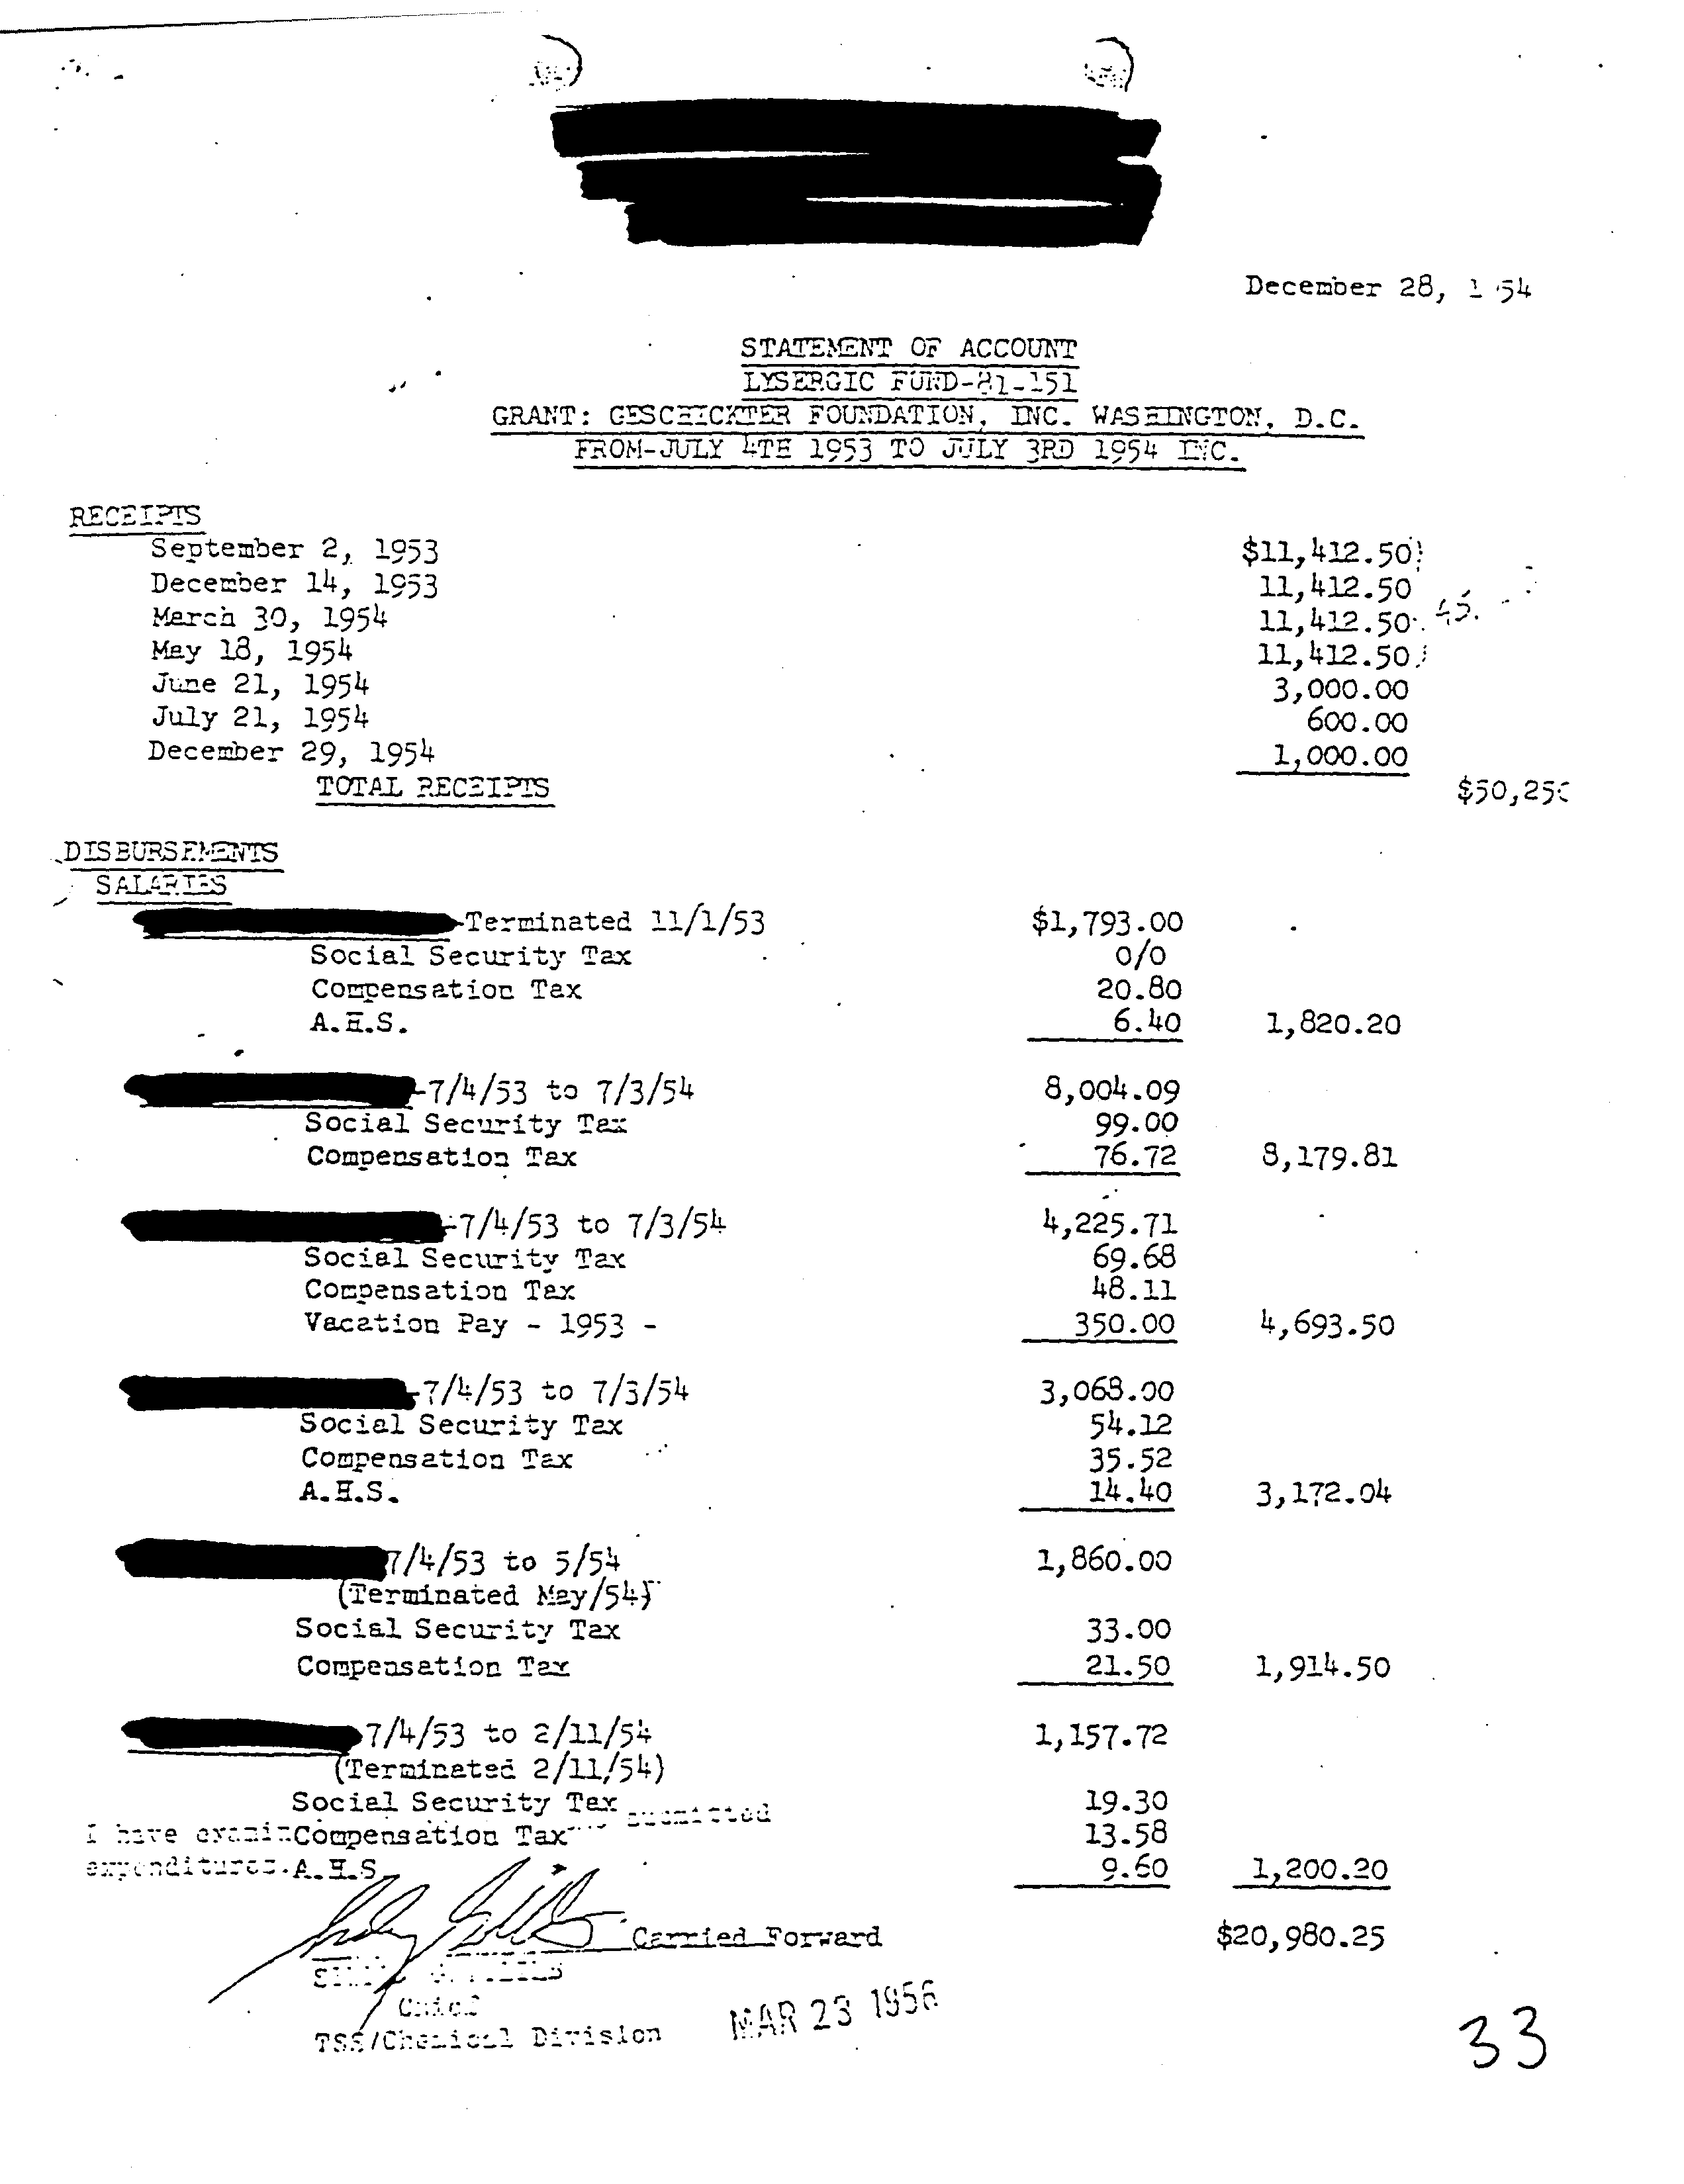 December 28, 1 54
STATEMENT OF ACCOUNT
LYSERGIC FUND-81-151
GRANT: GESCHICKTER FOUNDATION, INC. WASHINGTON, D.C.
FROM-JULY 4TH 1953 TO JULY 3RD 1954 INC.
RECEIPTS
September 2, 1953 $11,412.50
December 14, 1953 11,412.50
March 30, 1954 11,412.50 45.
May 18, 1954 11,412.50
June 21, 1954 3,000.00
July 21, 1954 600.00
December 29, 1954 1,000.00
TOTAL RECEIPTS $50,25
DISBURSEMENTS
SALARIES
-Terminated 11/1/53 $1,793.00
Social Security Tax 0/0
Compensation Tax 20.80
A.H.S. 6.40 1,820.20
-7/4/53 to 7/3/54 8,004.09
Social Security Tax 99.00
Compensation Tax 76.72 8,179.81
-7/4/53 to 7/3/54 4,225.71
Social Security Tax 69.68
Compensation Tax 48.11
Vacation Pay - 1953 - 350.00 4,693.50
-7/4/53 to 7/3/54 3,068.00
Social Security Tax 54.12
Compensation Tax 35.52
A.H.S. 14.40 3,172.04
7/4/53 to 5/54 1,860.00
(Terminated May/54)
Social Security Tax 33.00
Compensation Tax 21.50 1,914.50
7/4/53 to 2/11/54 1,157.72
(Terminated 2/11/54)
Social Security Tax submitted 19.30
I have examin Compensation Tax 13.58
expenditures. A.H.S. 9.60 1,200.20
Carried Forward $20,980.25
Chief
TSS/Chemical Division MAR 23 1956
33